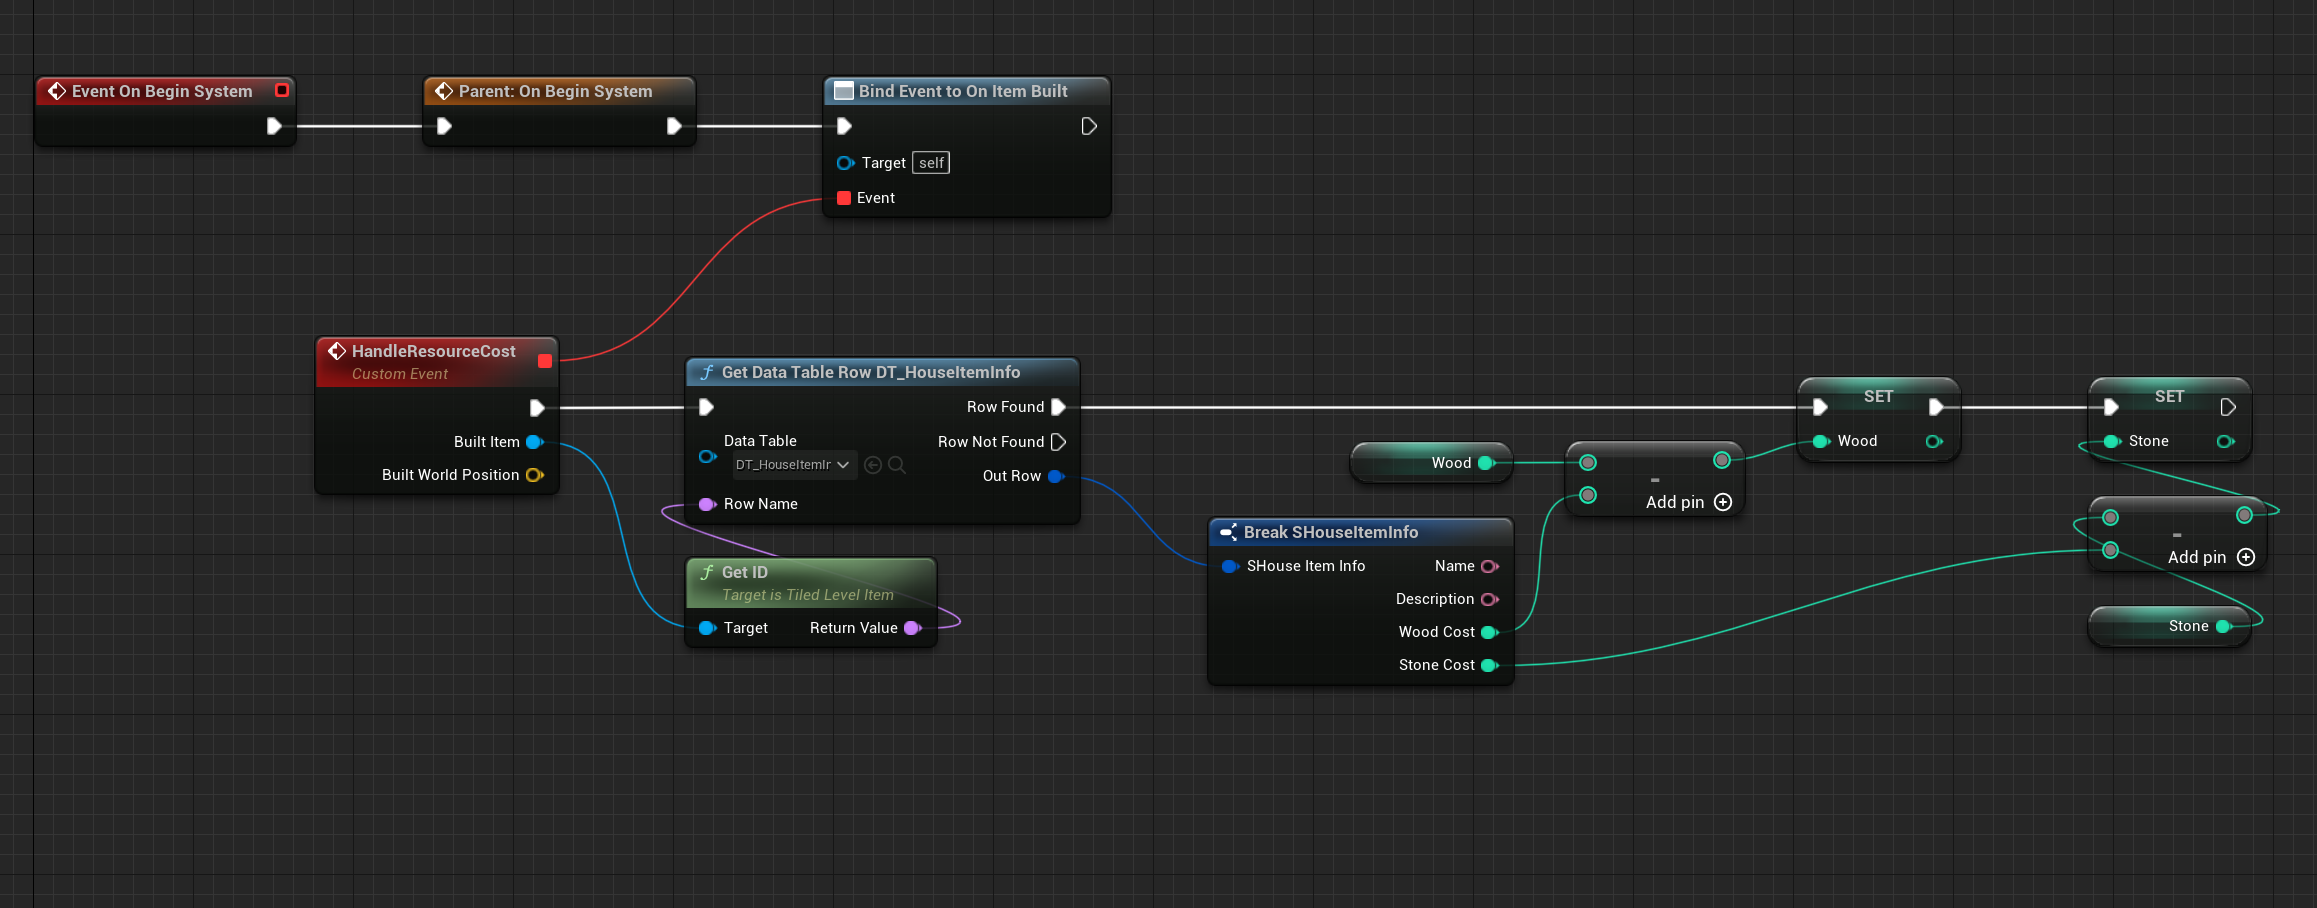 Event On Begin System
Parent: On Begin System
Bind Event to On Item Built
Target self
Event
HandleResourceCost
Custom Event
Built Item
Built World Position
Get Data Table Row DT_HouseItemInfo
Row Found
Data Table
Row Not Found
DT_HouseItemIr
Out Row
Row Name
Get ID
Target is Tiled Level Item
Target
Return Value
Break SHouseItemInfo
SHouse Item Info
Name
Description
Wood Cost
Stone Cost
Wood
-
Add pin
SET
Wood
SET
Stone
-
Add pin
Stone